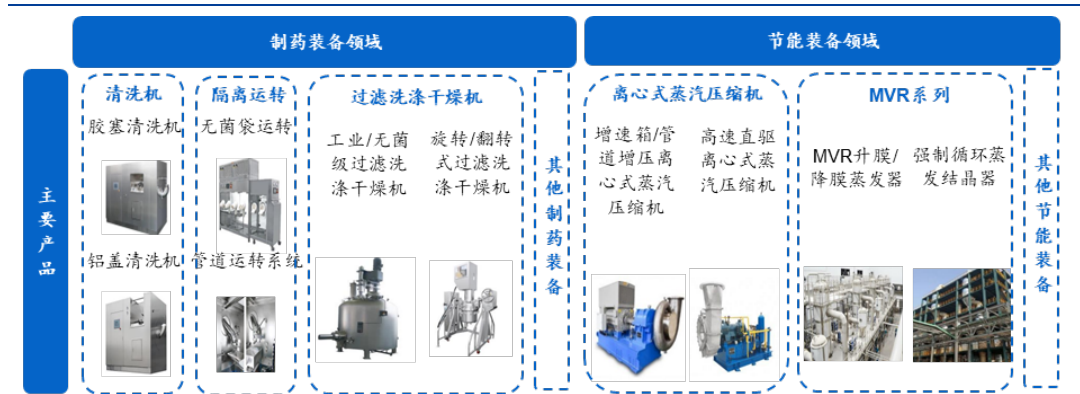 制药装备领域
节能装备领域
主要产品
清洗机
胶塞清洗机
铝盖清洗机
隔离运转
无菌袋运转
管道运转系统
过滤洗涤干燥机
工业/无菌
级过滤洗
涤干燥机
旋转/翻转
式过滤洗
涤干燥机
其他制药装备
离心式蒸汽压缩机
增速箱/管
道增压离
心式蒸汽
压缩机
高速直驱
离心式蒸
汽压缩机
MVR系列
MVR升膜/
降膜蒸发器
强制循环蒸
发结晶器
其他节能装备